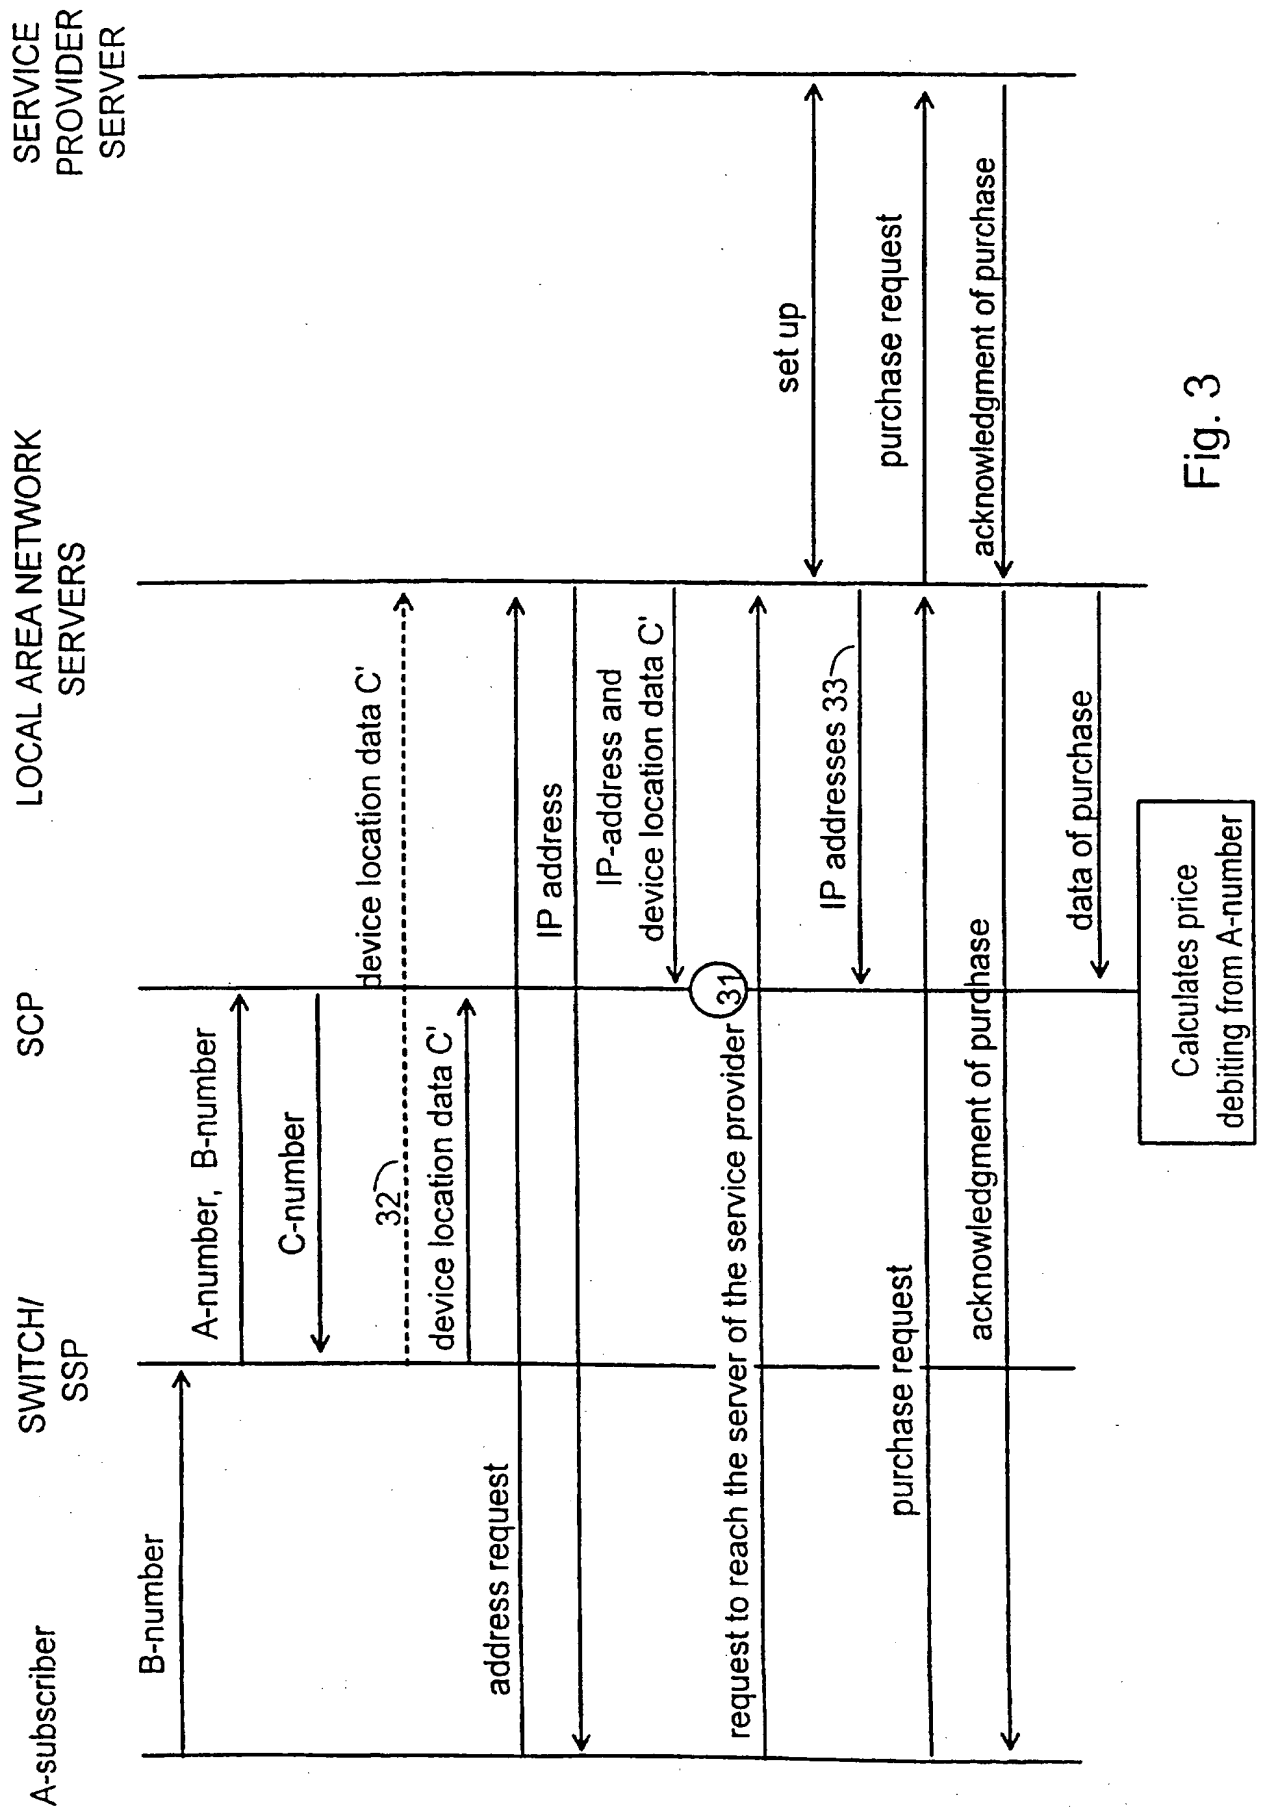 A-subscriber
SWITCH/
SSP
SCP
LOCAL AREA NETWORK
SERVERS
SERVICE
PROVIDER
SERVER
B-number
A-number, B-number
C-number
32
device location data C'
device location data C'
address request
IP address
IP-address and
device location data C'
31
request to reach the server of the service provider
set up
IP addresses 33
purchase request
purchase request
acknowledgment of purchase
acknowledgment of purchase
data of purchase
Calculates price
debiting from A-number
Fig. 3